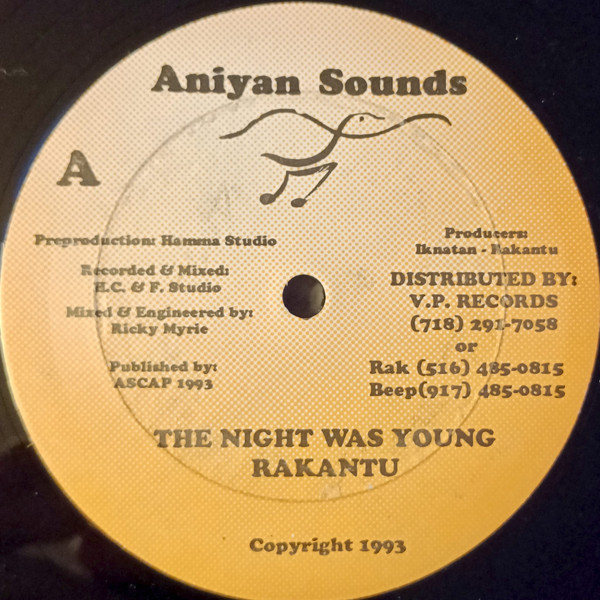 Aniyan Sounds
A
Preproduction: Hamma Studio
Recorded & Mixed:
H.C. & F. Studio
Mixed & Engineered by:
Ricky Myrie
Published by:
ASCAP 1993
Producers:
Iknatan - Rakantu
DISTRIBUTED BY:
V.P. RECORDS
(718) 291-7058
or
Rak (516) 485-0815
Beep(917) 485-0815
THE NIGHT WAS YOUNG
RAKANTU
Copyright 1993